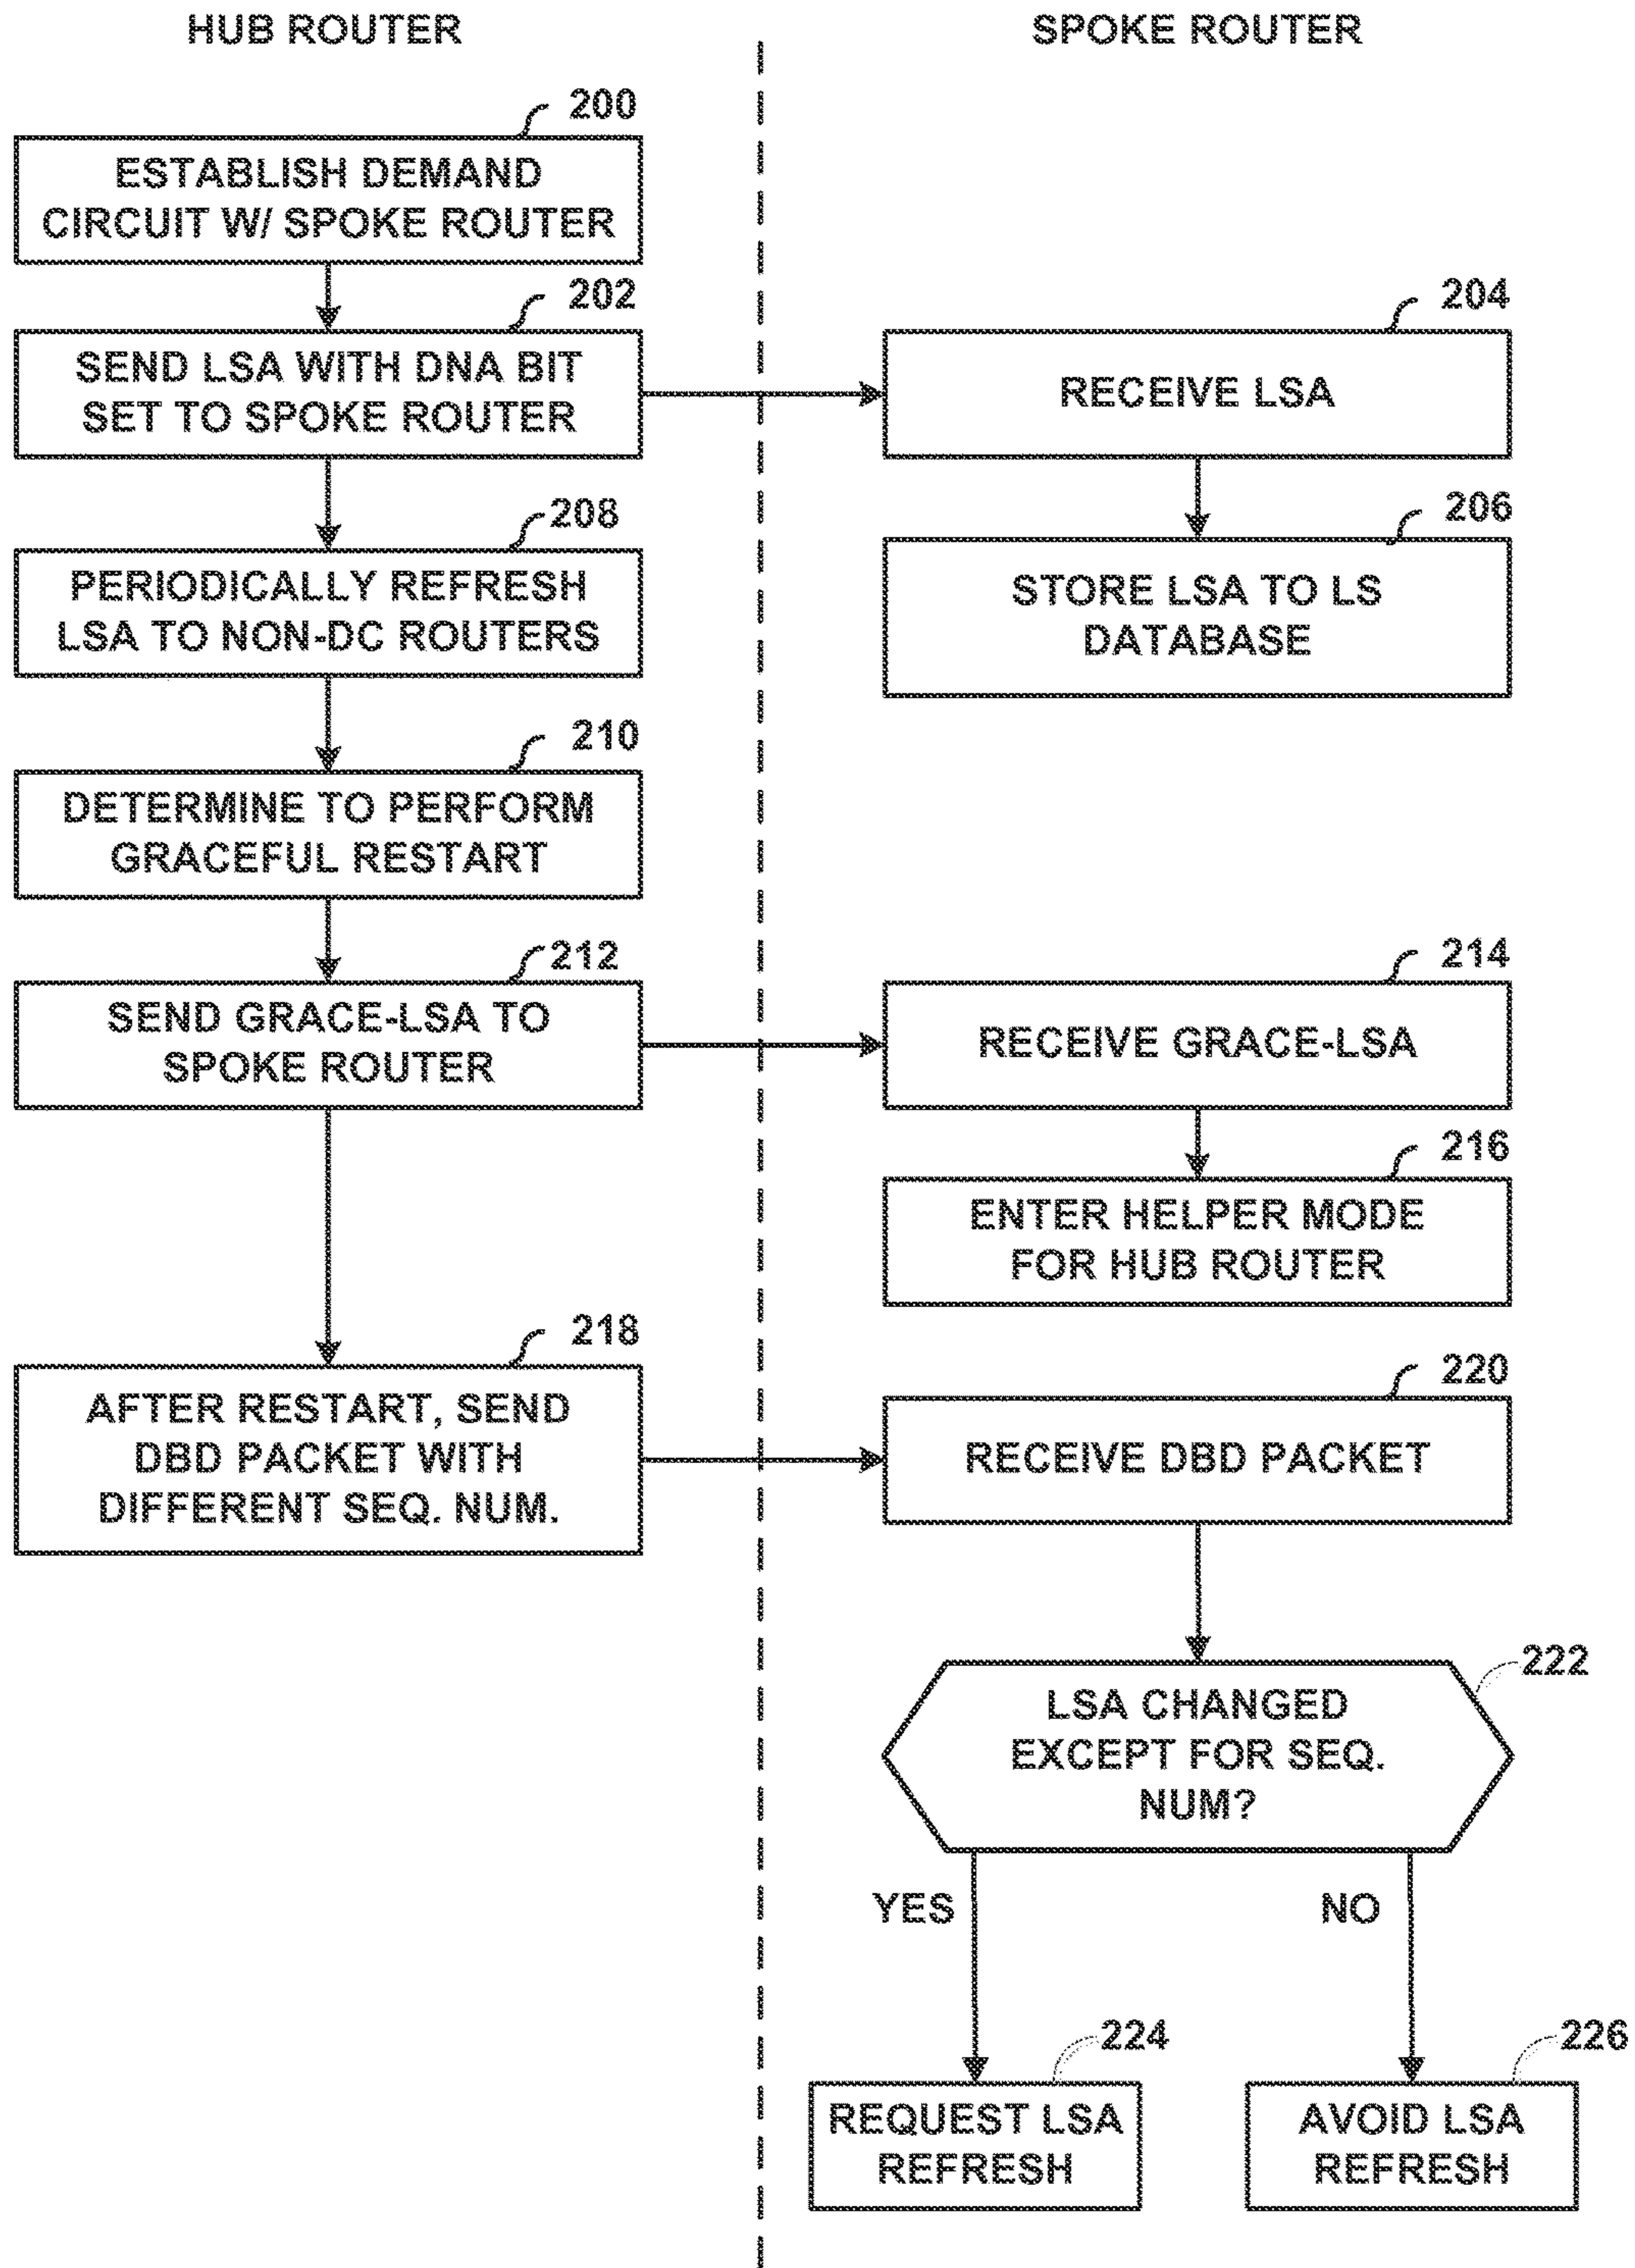 HUB ROUTER
SPOKE ROUTER
200
ESTABLISH DEMAND
CIRCUIT W/ SPOKE ROUTER
202
SEND LSA WITH DNA BIT
SET TO SPOKE ROUTER
204
RECEIVE LSA
206
STORE LSA TO LS
DATABASE
208
PERIODICALLY REFRESH
LSA TO NON-DC ROUTERS
210
DETERMINE TO PERFORM
GRACEFUL RESTART
212
SEND GRACE-LSA TO
SPOKE ROUTER
214
RECEIVE GRACE-LSA
216
ENTER HELPER MODE
FOR HUB ROUTER
218
AFTER RESTART, SEND
DBD PACKET WITH
DIFFERENT SEQ. NUM.
220
RECEIVE DBD PACKET
222
LSA CHANGED
EXCEPT FOR SEQ.
NUM?
YES
NO
224
REQUEST LSA
REFRESH
226
AVOID LSA
REFRESH